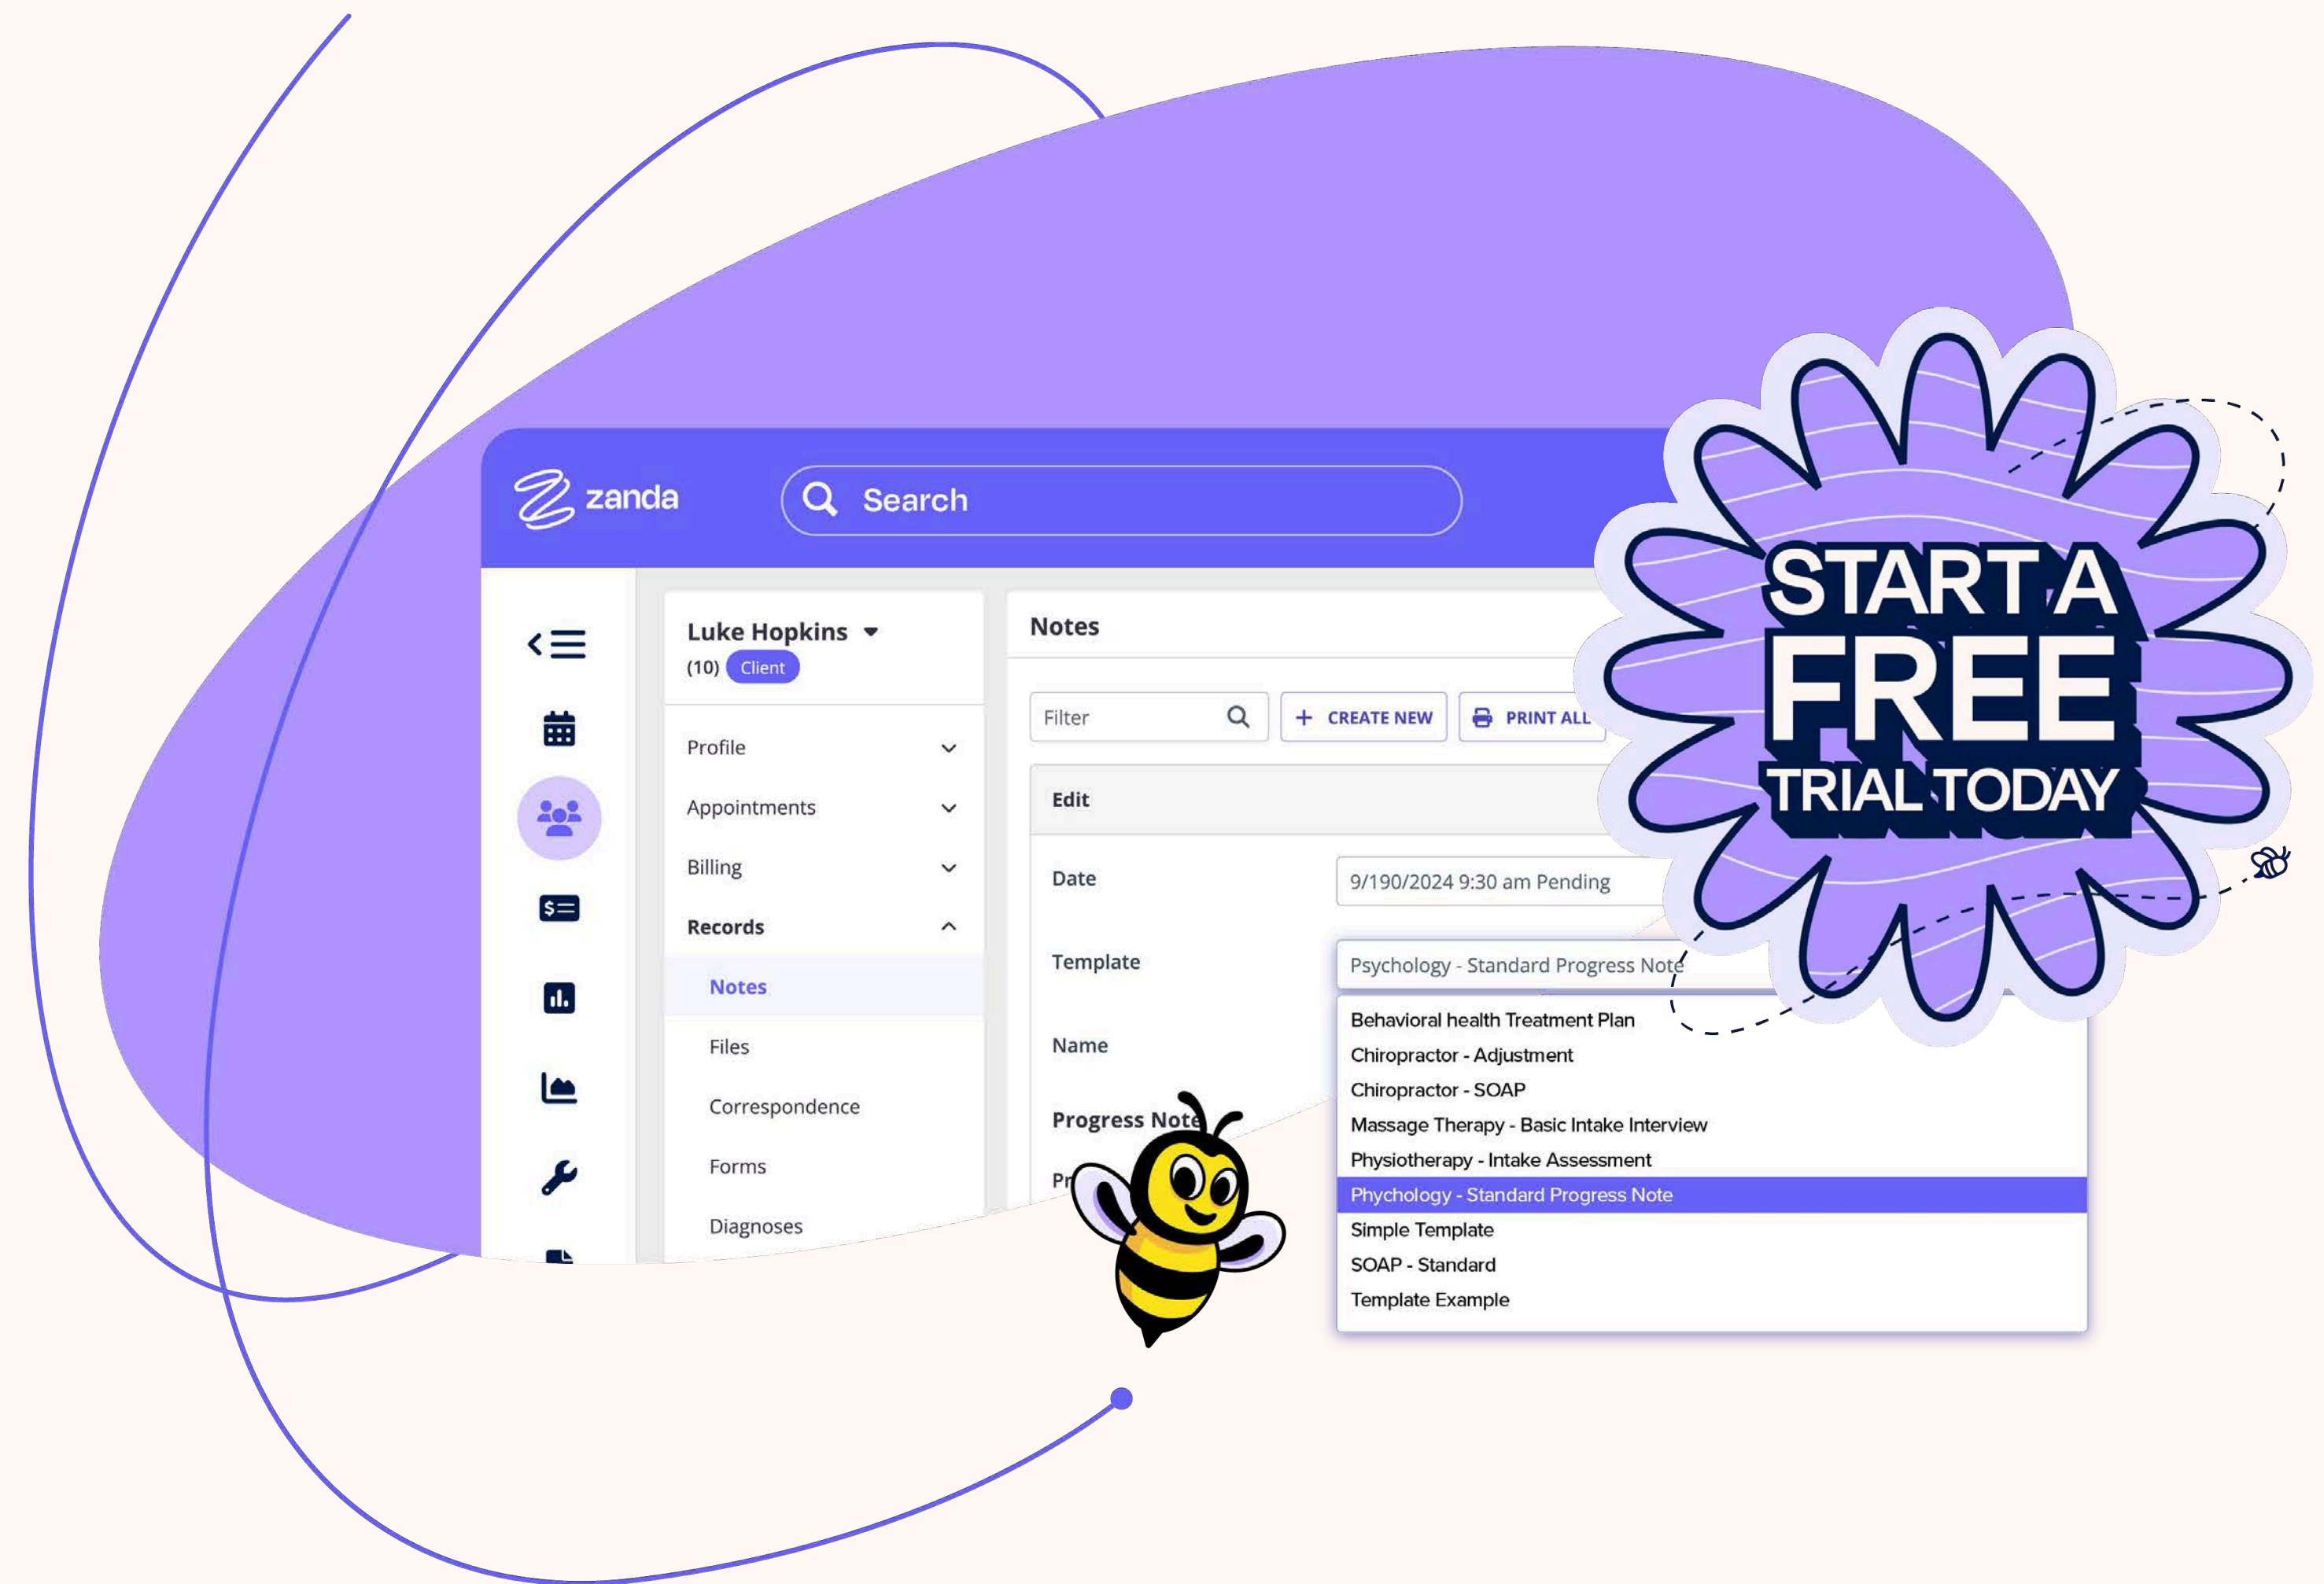 zanda
Search
START A
FREE
TRIAL TODAY
Luke Hopkins
(10) Client
Profile
Appointments
Billing
Records
Notes
Files
Correspondence
Forms
Diagnoses
Notes
Filter
+ CREATE NEW
PRINT ALL
Edit
Date
9/190/2024 9:30 am Pending
Template
Psychology - Standard Progress Note
Name
Progress Note
Behavioral health Treatment Plan
Chiropractor - Adjustment
Chiropractor - SOAP
Massage Therapy - Basic Intake Interview
Physiotherapy - Intake Assessment
Phychology - Standard Progress Note
Simple Template
SOAP - Standard
Template Example